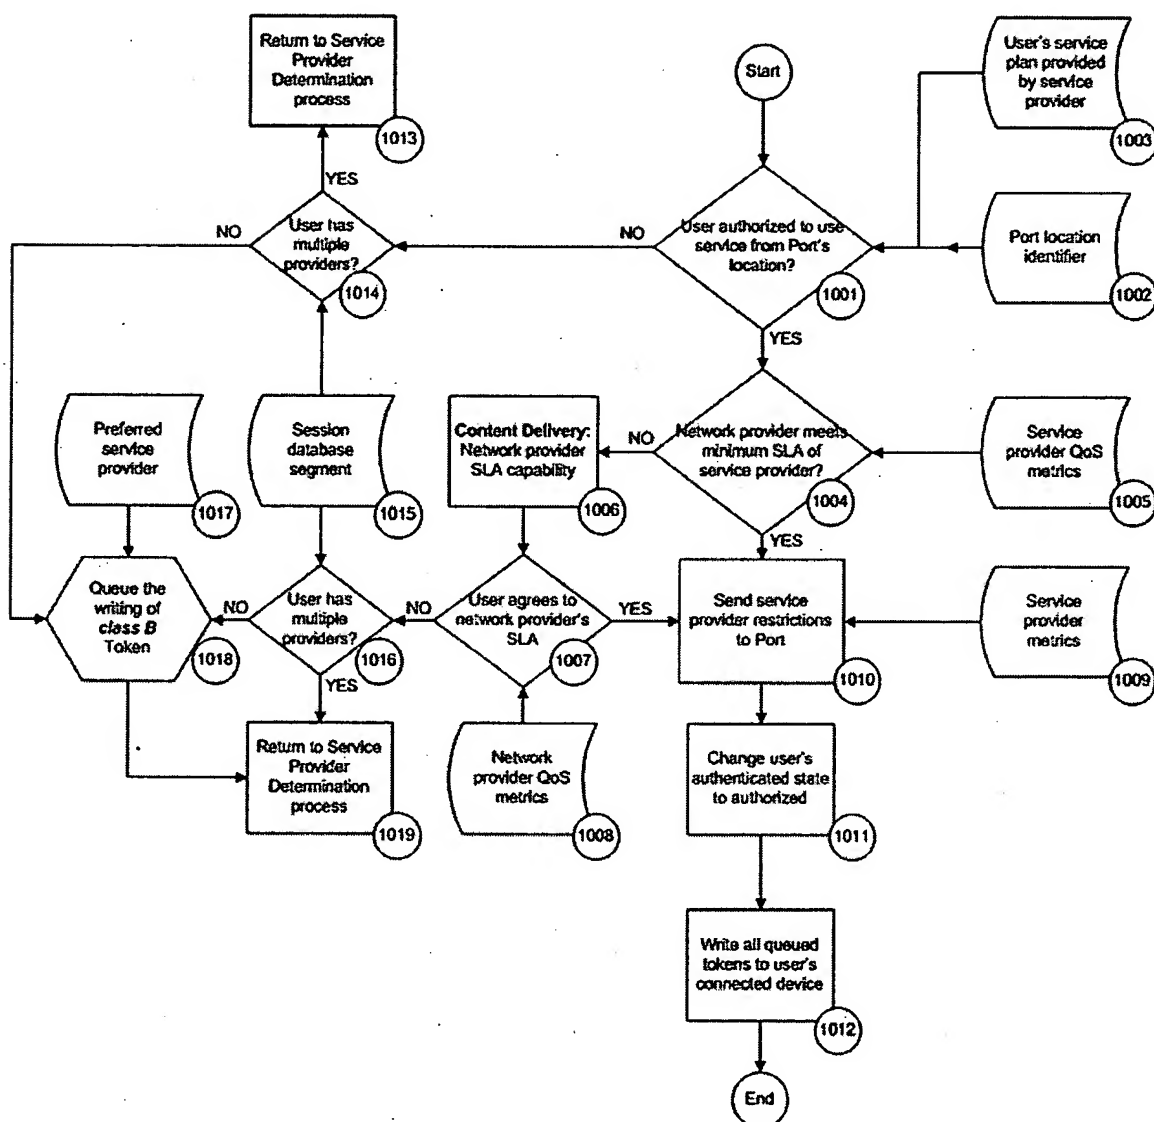 Return to Service
Provider
Determination
process
1013
Start
User's service
plan provided
by service
provider
1003
YES
User has
multiple
providers?
1014
NO
NO
User authorized to use
service from Port's
location?
1001
Port location
identifier
1002
YES
Preferred
service
provider
1017
Session
database
segment
1015
Content Delivery:
Network provider
SLA capability
1006
NO
Network provider meets
minimum SLA of
service provider?
1004
Service
provider QoS
metrics
1005
YES
Queue the
writing of
class B
Token
1018
NO
User has
multiple
providers?
1016
NO
User agrees to
network provider's
SLA
1007
YES
Send service
provider restrictions
to Port
1010
Service
provider
metrics
1009
YES
Return to Service
Provider
Determination
process
1019
Network
provider QoS
metrics
1008
Change user's
authenticated state
to authorized
1011
Write all queued
tokens to user's
connected device
1012
End